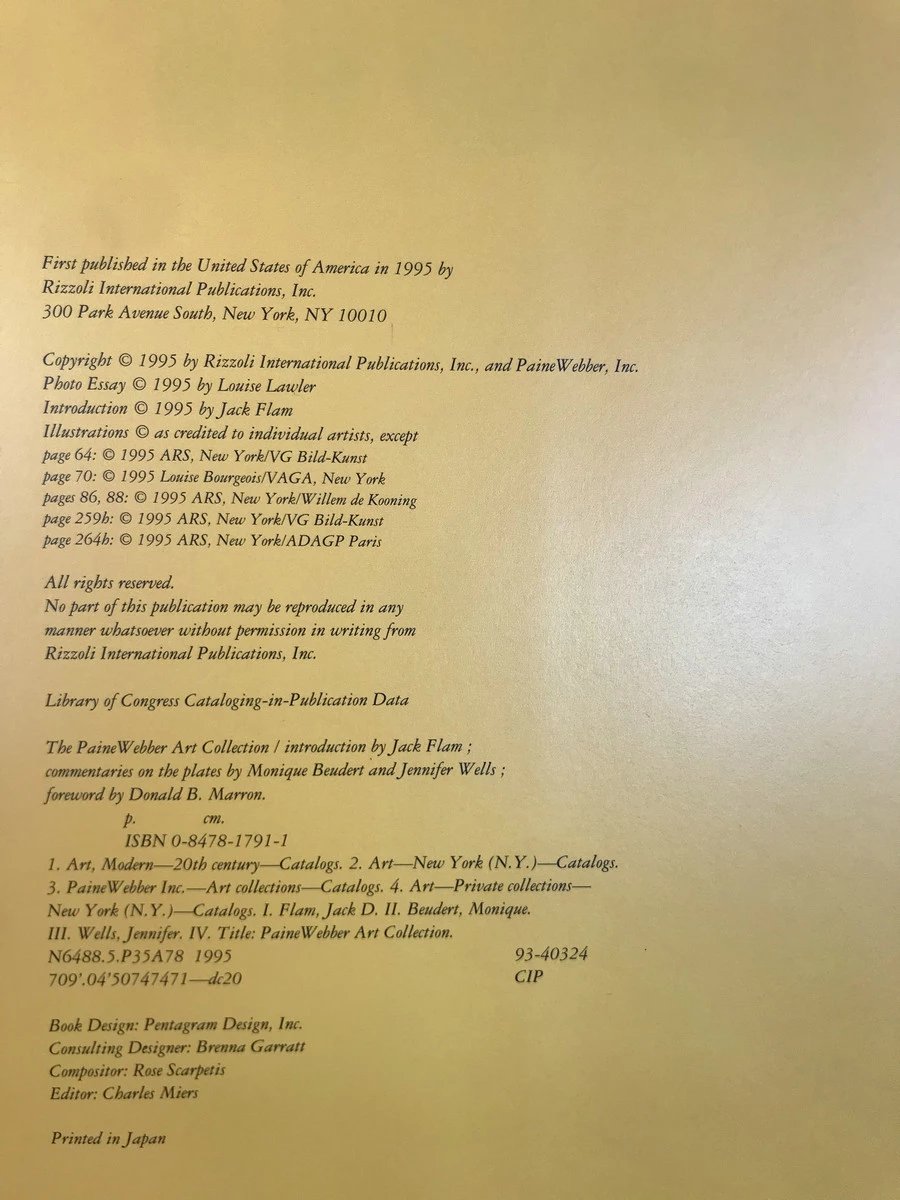 First published in the United States of America in 1995 by
Rizzoli International Publications, Inc.
300 Park Avenue South, New York, NY 10010
Copyright © 1995 by Rizzoli International Publications, Inc., and PaineWebber, Inc.
Photo Essay © 1995 by Louise Lawler
Introduction © 1995 by Jack Flam
Illustrations © as credited to individual artists, except
page 64: © 1995 ARS, New York/VG Bild-Kunst
page 70: © 1995 Louise Bourgeois/VAGA, New York
pages 86, 88: © 1995 ARS, New York/Willem de Kooning
page 259b: © 1995 ARS, New York/VG Bild-Kunst
page 264b: © 1995 ARS, New York/ADAGP Paris
All rights reserved.
No part of this publication may be reproduced in any
manner whatsoever without permission in writing from
Rizzoli International Publications, Inc.
Library of Congress Cataloging-in-Publication Data
The PaineWebber Art Collection / introduction by Jack Flam ;
commentaries on the plates by Monique Beudert and Jennifer Wells ;
foreword by Donald B. Marron.
p. cm.
ISBN 0-8478-1791-1
1. Art, Modern—20th century—Catalogs. 2. Art—New York (N.Y.)—Catalogs.
3. PaineWebber Inc.—Art collections—Catalogs. 4. Art—Private collections—
New York (N.Y.)—Catalogs. I. Flam, Jack D. II. Beudert, Monique.
III. Wells, Jennifer. IV. Title: PaineWebber Art Collection.
N6488.5.P35A78 1995 93-40324
709'.04'50747471—dc20 CIP
Book Design: Pentagram Design, Inc.
Consulting Designer: Brenna Garratt
Compositor: Rose Scarpetis
Editor: Charles Miers
Printed in Japan